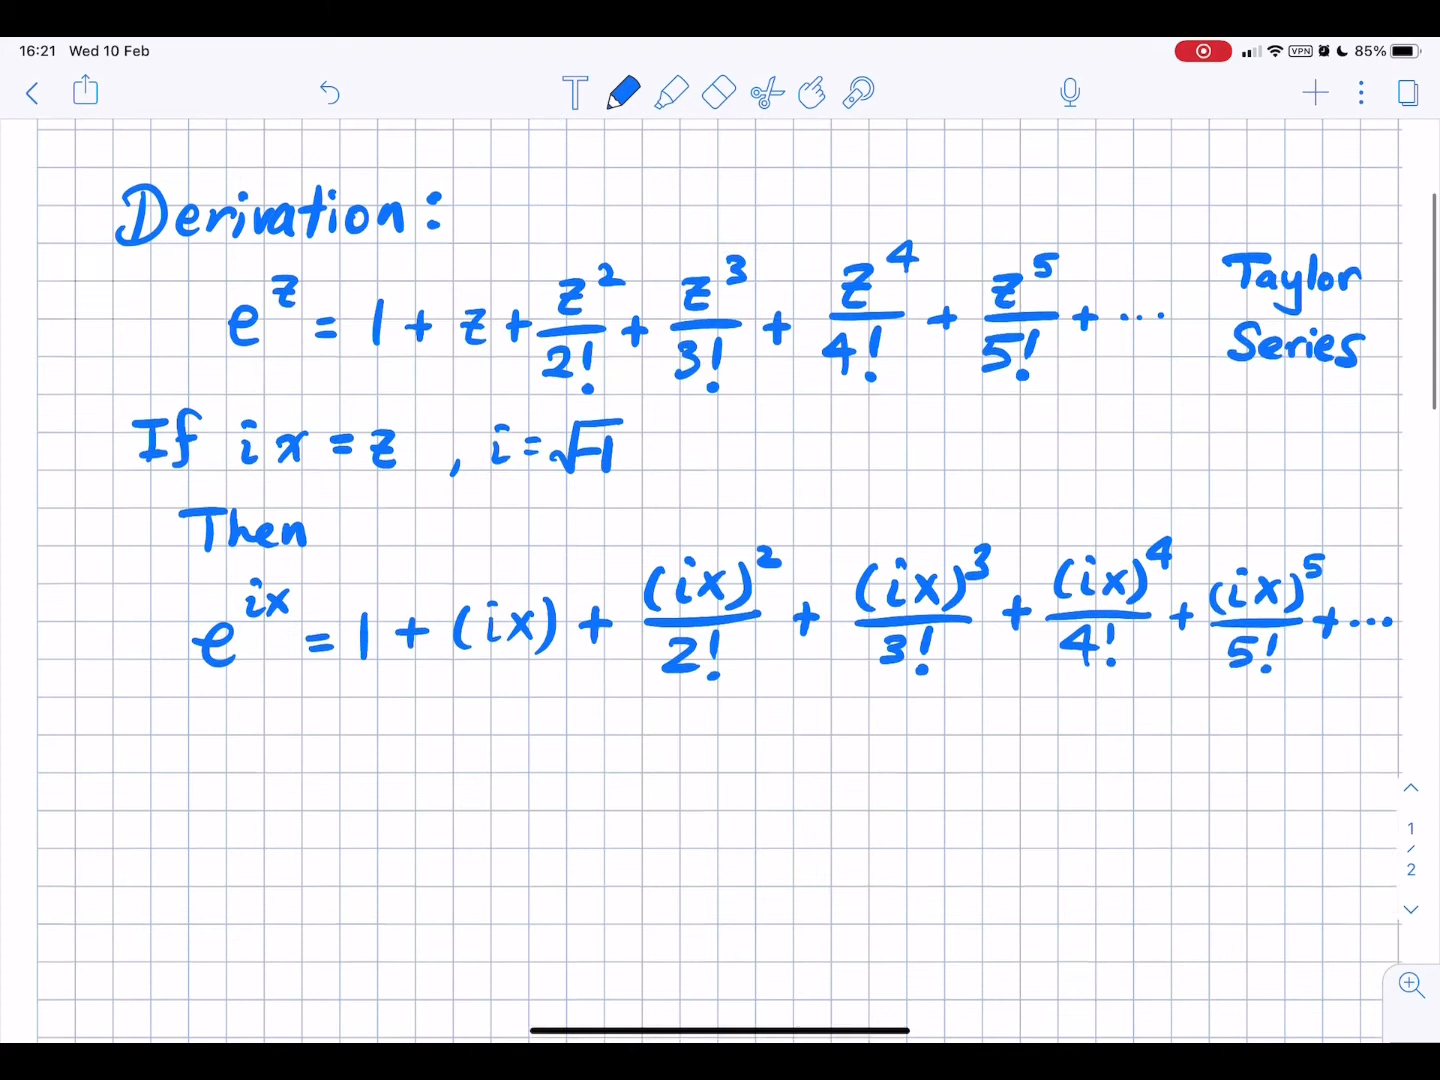 16:21 Wed 10 Feb VPN 85%
T
Derivation:
e^z = 1 + z + z^2/2! + z^3/3! + z^4/4! + z^5/5! + ... Taylor Series
If ix = z , i = √-1
Then
e^ix = 1 + (ix) + (ix)^2/2! + (ix)^3/3! + (ix)^4/4! + (ix)^5/5! + ...
1
/
2